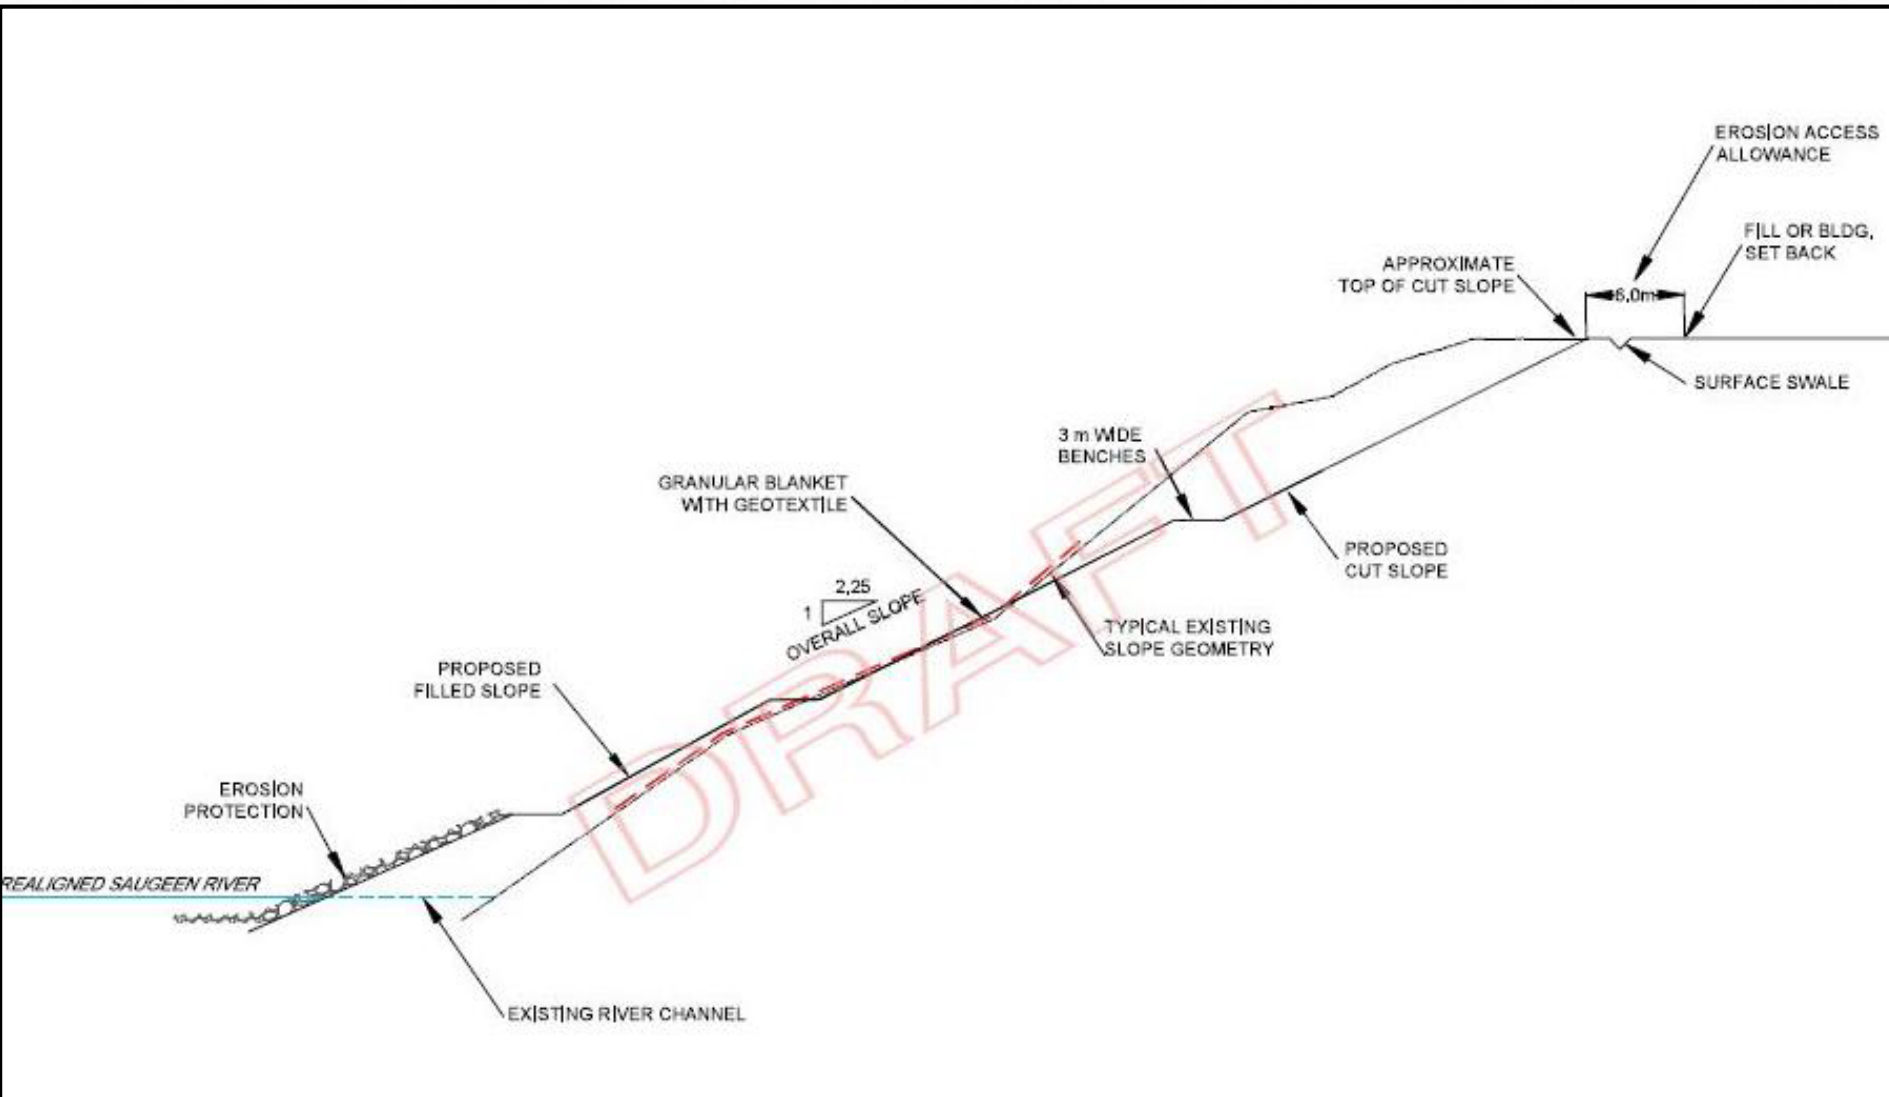 EROSION ACCESS
ALLOWANCE
FILL OR BLDG.
SET BACK
APPROXIMATE
TOP OF CUT SLOPE
6.0m
SURFACE SWALE
3 m WIDE
BENCHES
GRANULAR BLANKET
WITH GEOTEXTILE
PROPOSED
CUT SLOPE
2.25
1
OVERALL SLOPE
TYPICAL EXISTING
SLOPE GEOMETRY
PROPOSED
FILLED SLOPE
DRAFT
EROSION
PROTECTION
REALIGNED SAUGEEN RIVER
EXISTING RIVER CHANNEL